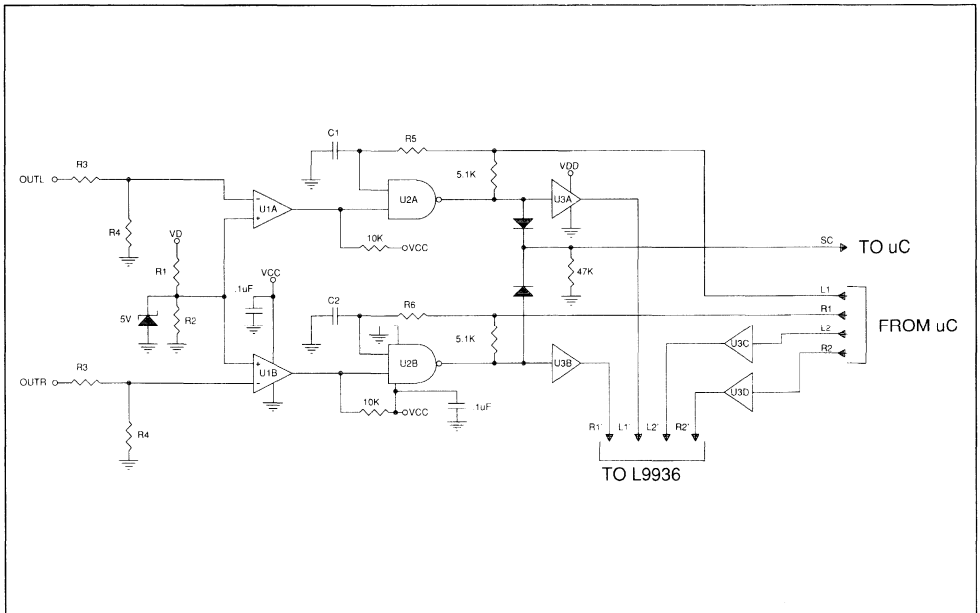 C1
R5
R3
OUTL
5.1K
VDD
U2A
U3A
U1A
R4
VD
10K
VCC
SC
TO uC
R1
VCC
47K
.1uF
C2
R6
L1
R1
5V
R2
5.1K
L2
FROM uC
U3C
R2
R3
U2B
OUTR
U1B
U3B
10K
VCC
.1uF
U3D
R4
R1'
L1'
L2'
R2'
TO L9936